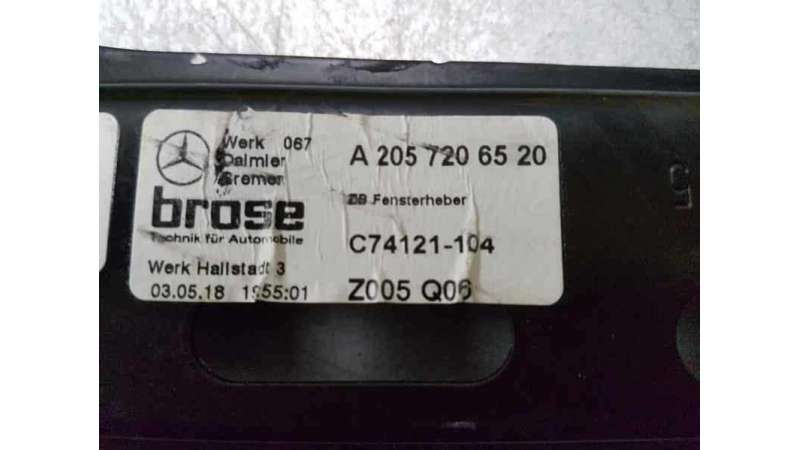 Werk 067
Daimler
Bremen
A 205 720 65 20
brose
ZB Fensterheber
Technik für Automobile
C74121-104
Werk Hallstadt 3
03.05.18 1955:01
Z005 Q06
5